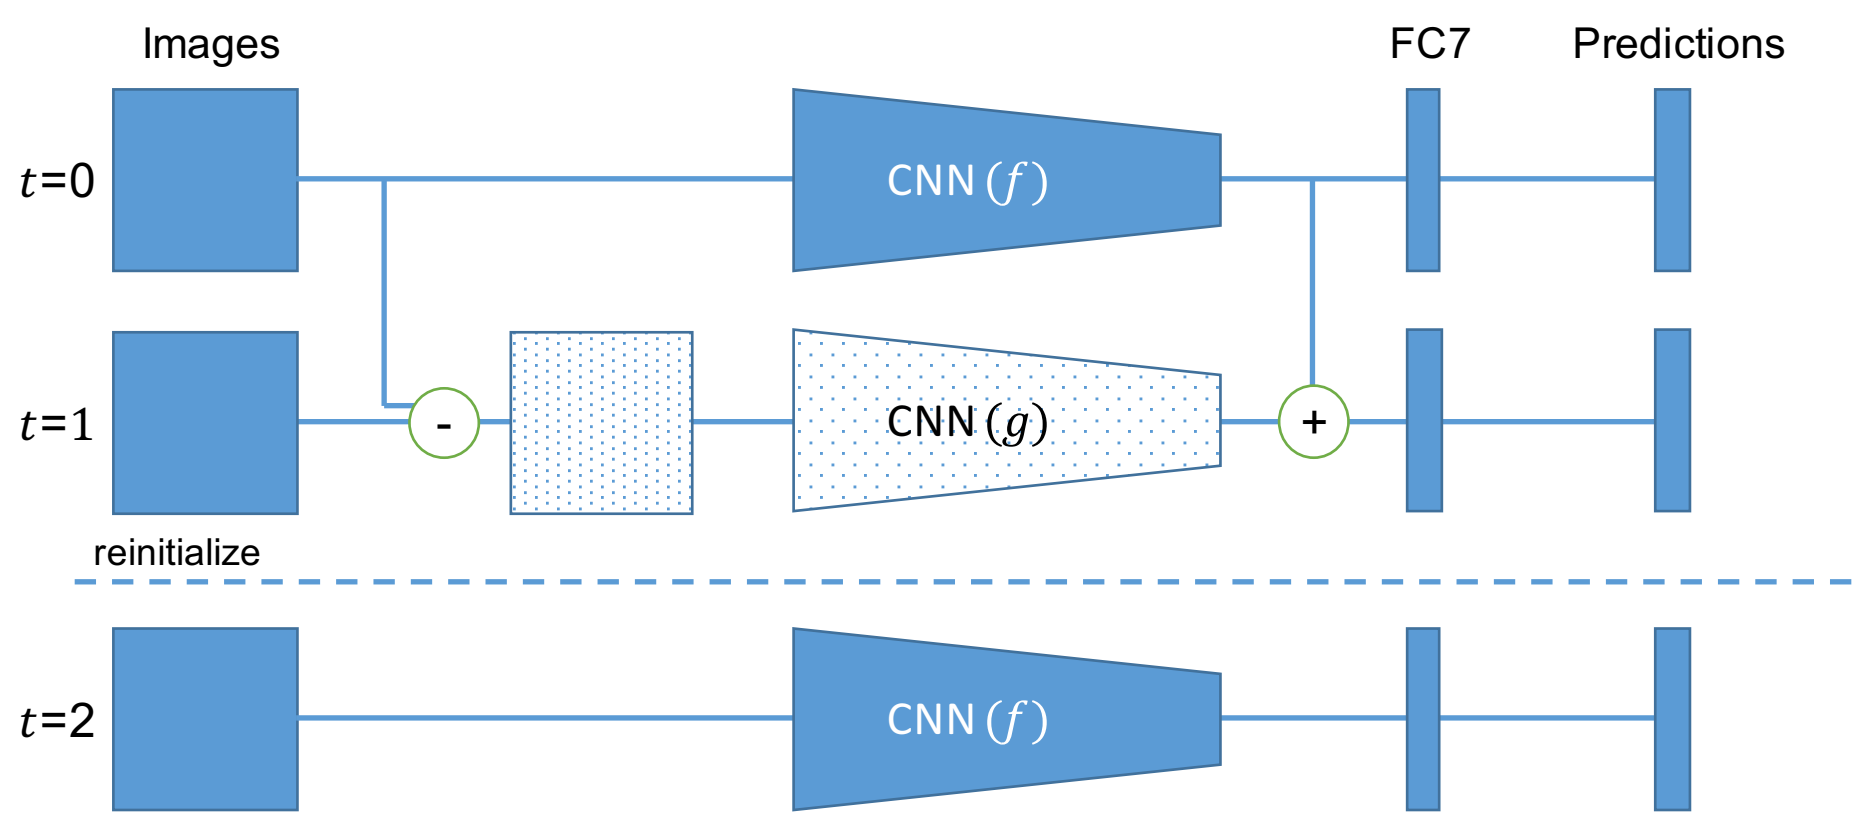 Images FC7 Predictions
t=0 CNN (f)
t=1 - CNN (g) +
reinitialize
t=2 CNN (f)